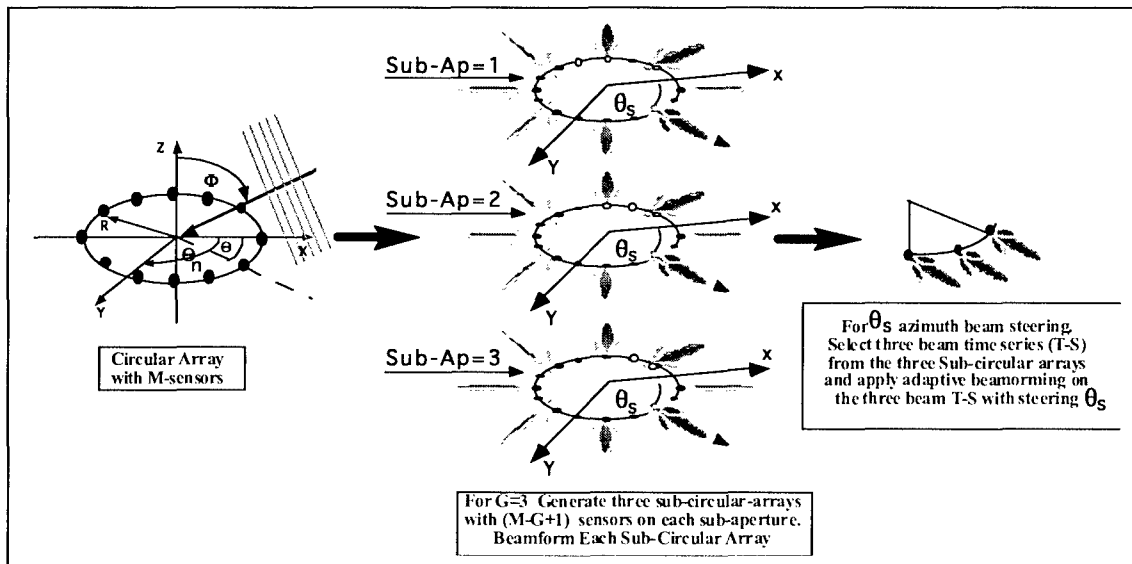 Z
Φ
R
Θ
X
Θn
Y
Circular Array
with M-sensors
Sub-Ap=1
X
θS
Y
Sub-Ap=2
X
θS
Y
Sub-Ap=3
X
θS
Y
For G=3 Generate three sub-circular-arrays
with (M-G+1) sensors on each sub-aperture.
Beamform Each Sub-Circular Array
For θS azimuth beam steering.
Select three beam time series (T-S)
from the three Sub-circular arrays
and apply adaptive beamorming on
the three beam T-S with steering θS